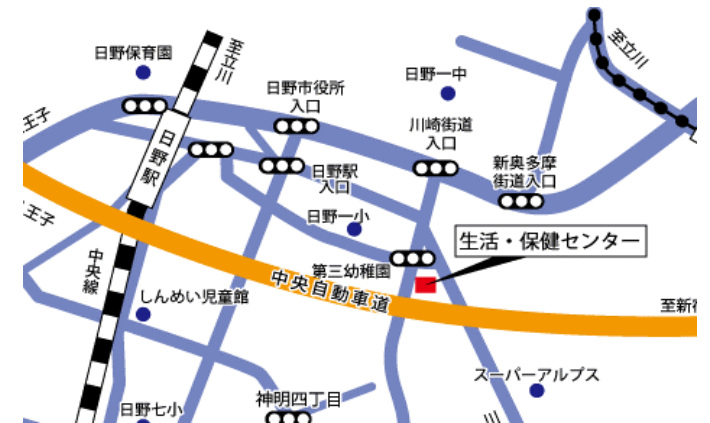 至立川
至立川
日野保育園
日野市役所
入口
日野一中
川崎街道
入口
王子
日野駅
日野駅
入口
新奥多摩
街道入口
王子
日野一小
生活・保健センター
中央線
第三幼稚園
中央自動車道
しんめい児童館
至新宿
スーパーアルプス
神明四丁目
日野七小
川